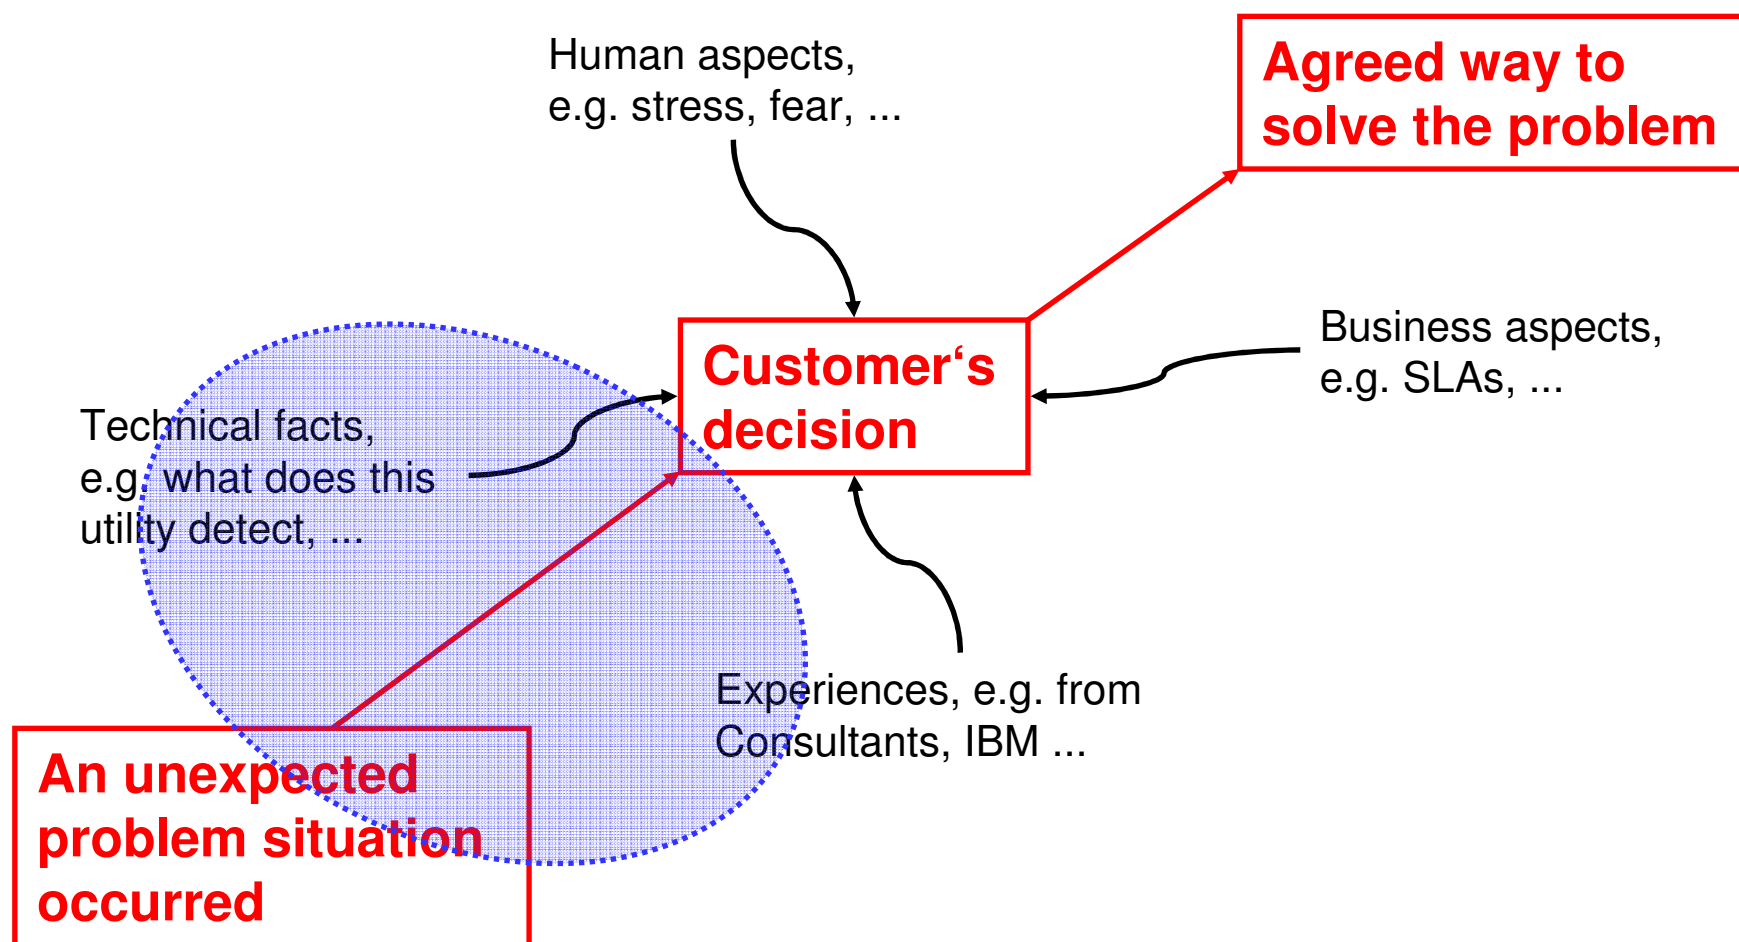 Human aspects,
e.g. stress, fear, ...
Agreed way to
solve the problem
Customer‘s
decision
Business aspects,
e.g. SLAs, ...
Technical facts,
e.g. what does this
utility detect, ...
Experiences, e.g. from
Consultants, IBM ...
An unexpected
problem situation
occurred